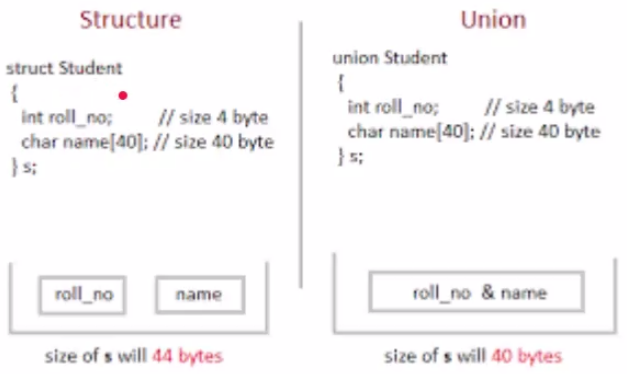 Structure
struct Student
{
int roll_no; // size 4 byte
char name[40]; // size 40 byte
} s;
roll_no name
size of s will 44 bytes
Union
union Student
{
int roll_no; // size 4 byte
char name[40]; // size 40 byte
} s;
roll_no & name
size of s will 40 bytes